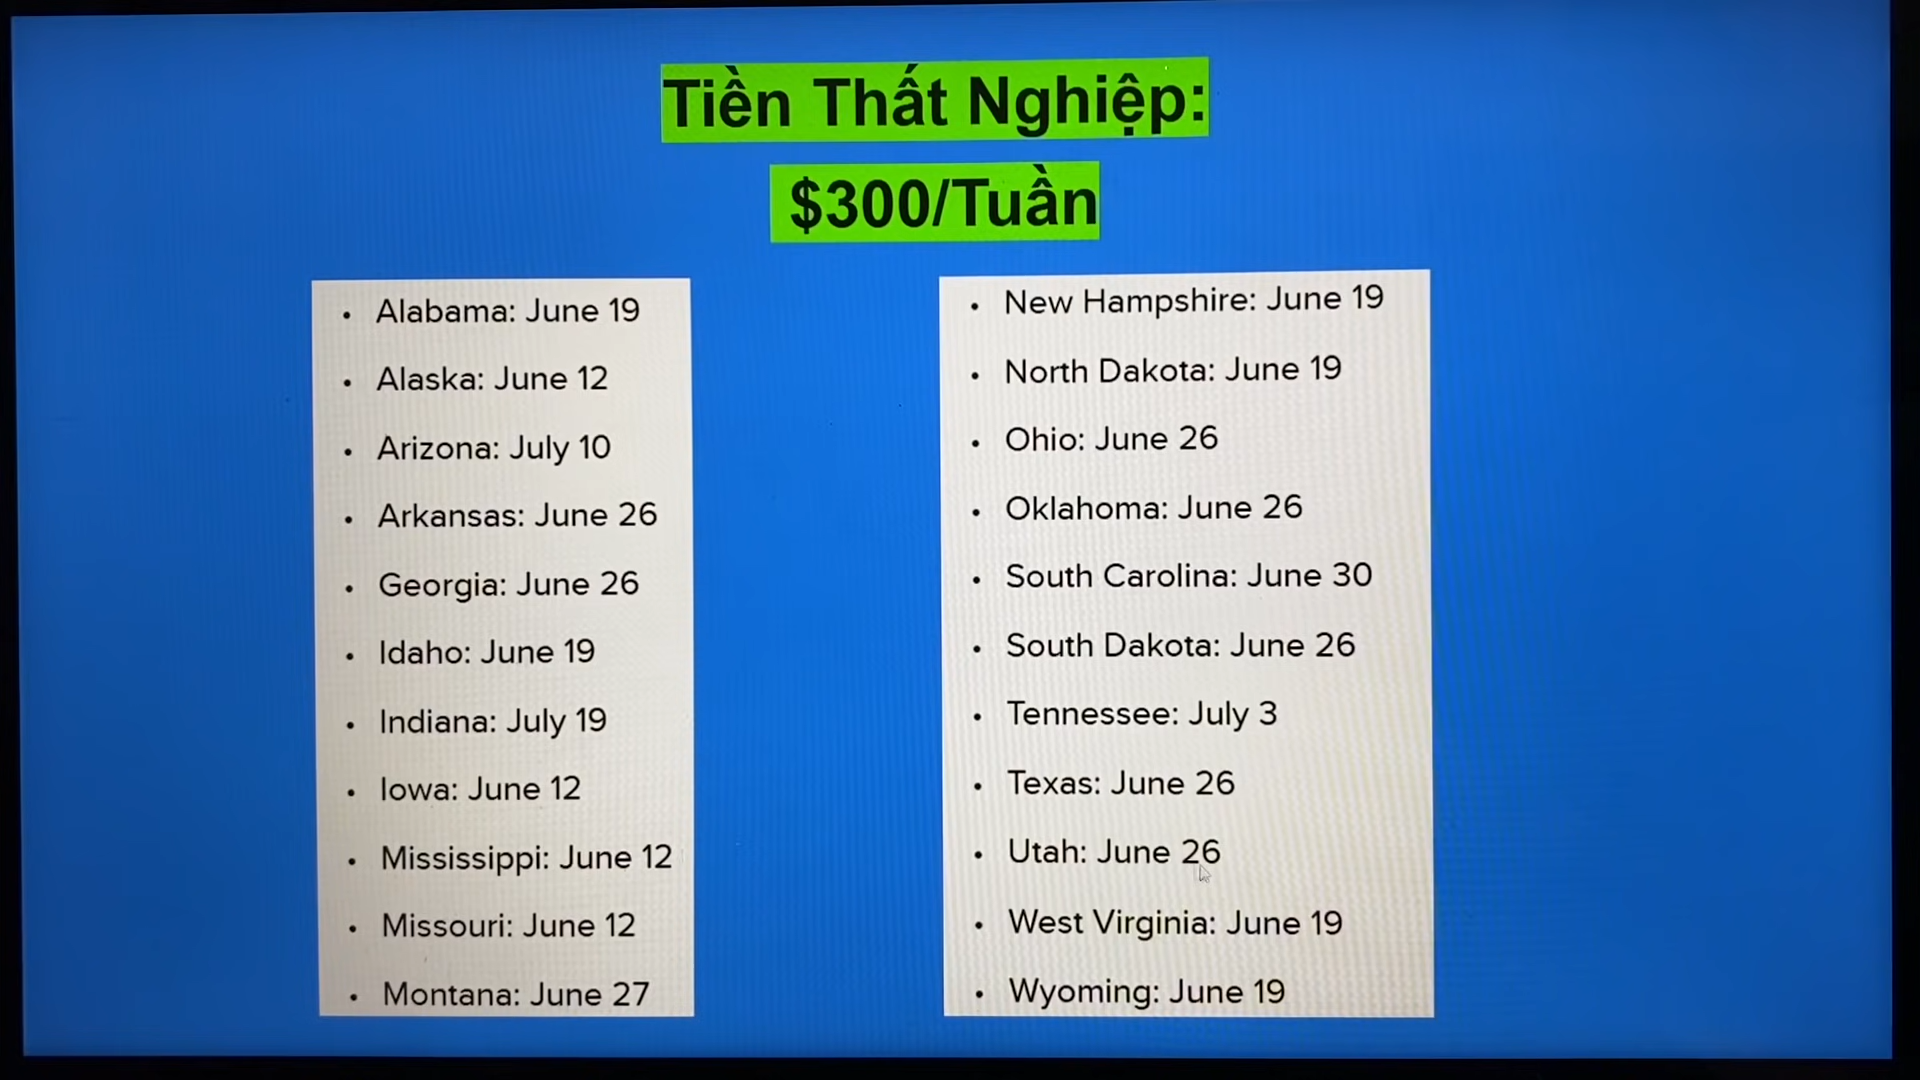 Tiền Thất Nghiệp:
$300/Tuần
• Alabama: June 19
• Alaska: June 12
• Arizona: July 10
• Arkansas: June 26
• Georgia: June 26
• Idaho: June 19
• Indiana: July 19
• Iowa: June 12
• Mississippi: June 12
• Missouri: June 12
• Montana: June 27
• New Hampshire: June 19
• North Dakota: June 19
• Ohio: June 26
• Oklahoma: June 26
• South Carolina: June 30
• South Dakota: June 26
• Tennessee: July 3
• Texas: June 26
• Utah: June 26
• West Virginia: June 19
• Wyoming: June 19